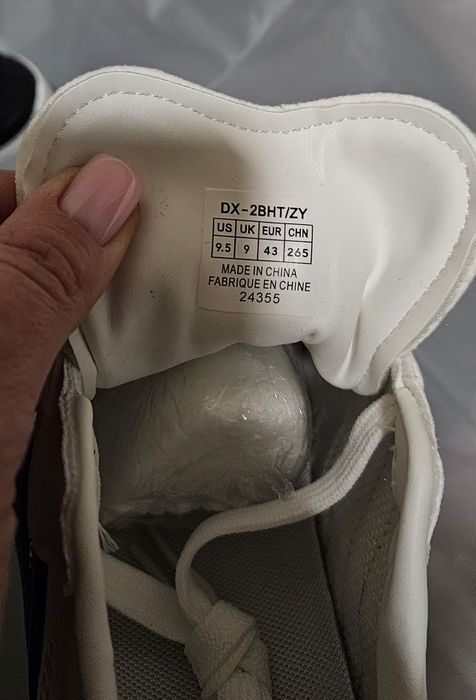 DX-2BHT/ZY
US UK EUR CHN
9.5 9 43 265
MADE IN CHINA
FABRIQUE EN CHINE
24355